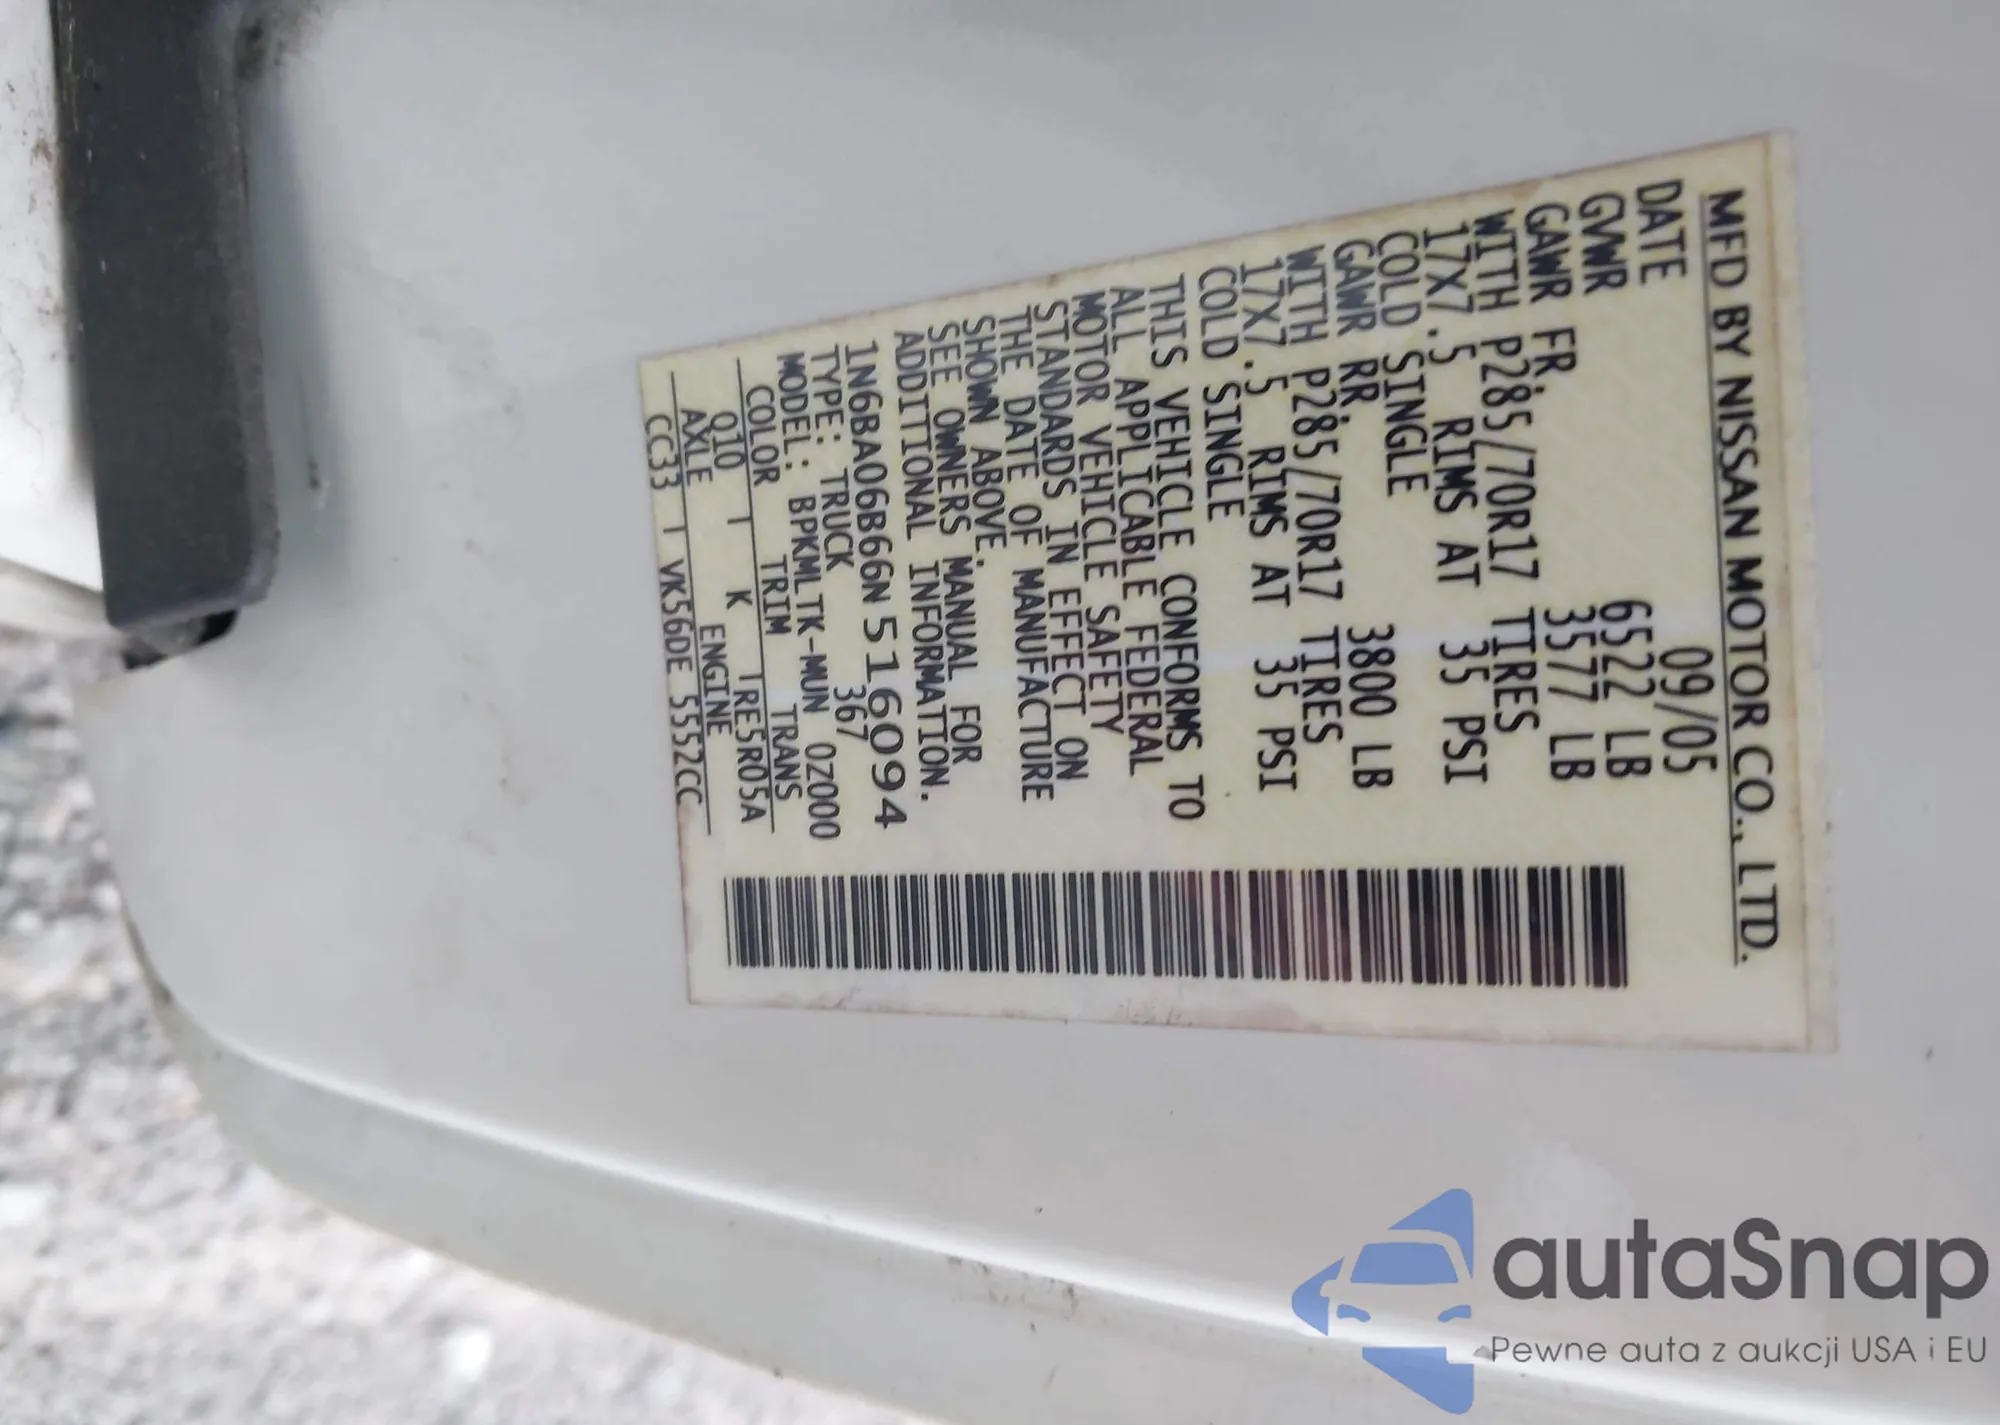 MFD BY NISSAN MOTOR CO., LTD.
DATE 09/05
GVWR 6522 LB
GAWR FR. 3577 LB
WITH P285/70R17 TIRES
17X7.5 RIMS AT 35 PSI
COLD SINGLE
GAWR RR. 3800 LB
WITH P285/70R17 TIRES
17X7.5 RIMS AT 35 PSI
COLD SINGLE
THIS VEHICLE CONFORMS TO
ALL APPLICABLE FEDERAL
MOTOR VEHICLE SAFETY
STANDARDS IN EFFECT ON
THE DATE OF MANUFACTURE
SHOWN ABOVE.
SEE OWNERS MANUAL FOR
ADDITIONAL INFORMATION.
1N6BA06B66N516094
TYPE: TRUCK 367
MODEL: BPKMLTK-MUN 0Z000
COLOR TRIM TRANS
Q10 K RE5R05A
AXLE ENGINE
CC33 VK56DE 5552CC
autaSnap
Pewne auta z aukcji USA i EU